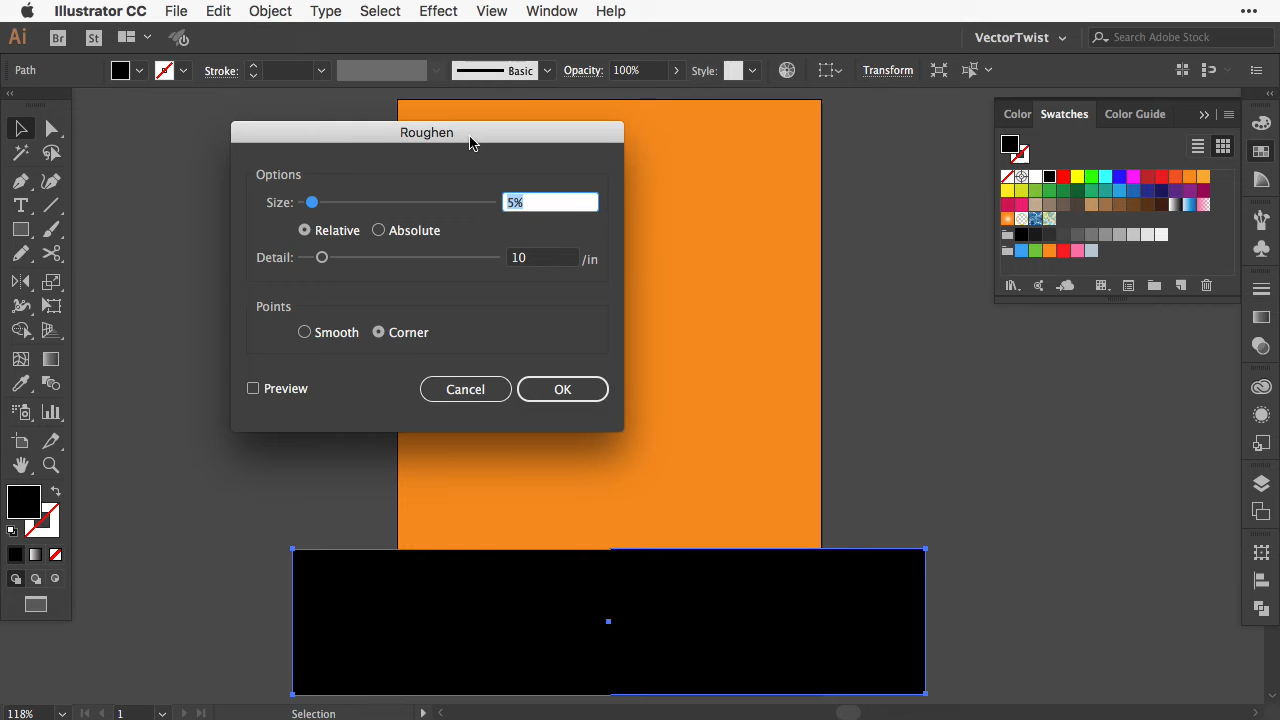 Illustrator CC File Edit Object Type Select Effect View Window Help
Ai Br St VectorTwist Search Adobe Stock
Path Stroke: Basic Opacity: 100% Style: Transform
Color Swatches Color Guide
Roughen
Options
Size: 5%
Relative Absolute
Detail: 10 /in
Points
Smooth Corner
Preview Cancel OK
118% 1 Selection